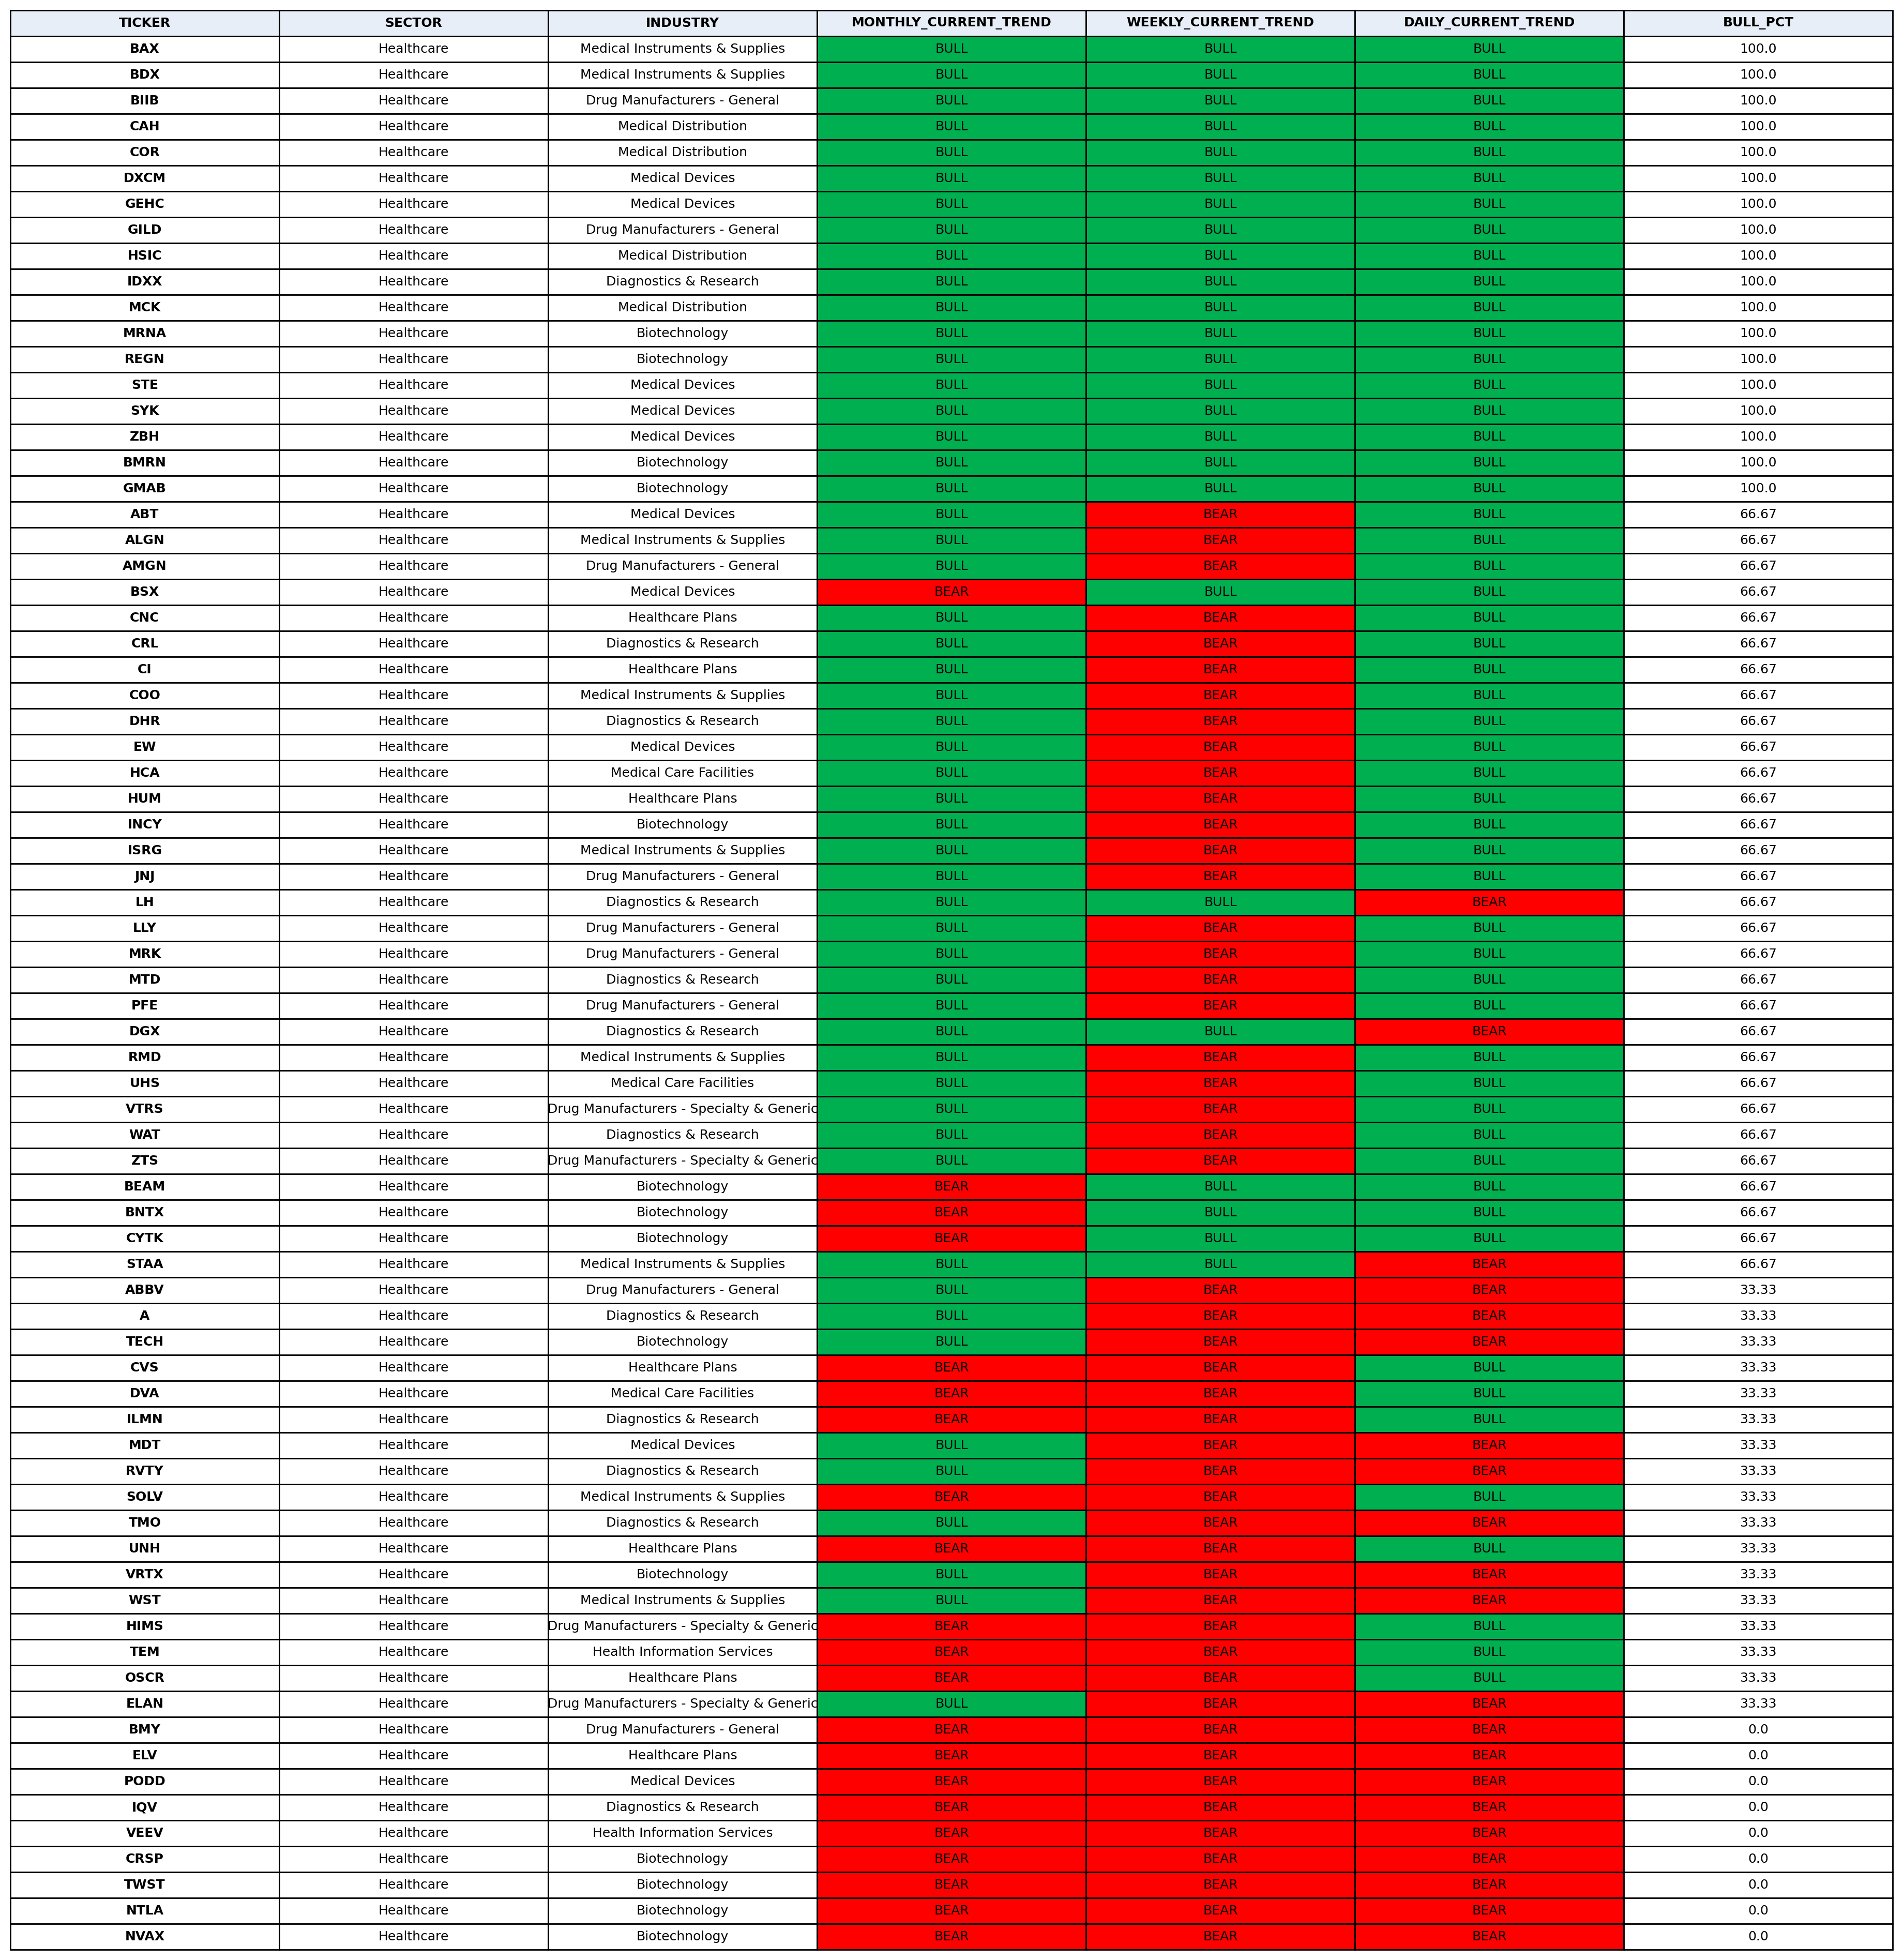 TICKER SECTOR INDUSTRY MONTHLY_CURRENT_TREND WEEKLY_CURRENT_TREND DAILY_CURRENT_TREND BULL_PCT
BAX Healthcare Medical Instruments & Supplies BULL BULL BULL 100.0
BDX Healthcare Medical Instruments & Supplies BULL BULL BULL 100.0
BIIB Healthcare Drug Manufacturers - General BULL BULL BULL 100.0
CAH Healthcare Medical Distribution BULL BULL BULL 100.0
COR Healthcare Medical Distribution BULL BULL BULL 100.0
DXCM Healthcare Medical Devices BULL BULL BULL 100.0
GEHC Healthcare Medical Devices BULL BULL BULL 100.0
GILD Healthcare Drug Manufacturers - General BULL BULL BULL 100.0
HSIC Healthcare Medical Distribution BULL BULL BULL 100.0
IDXX Healthcare Diagnostics & Research BULL BULL BULL 100.0
MCK Healthcare Medical Distribution BULL BULL BULL 100.0
MRNA Healthcare Biotechnology BULL BULL BULL 100.0
REGN Healthcare Biotechnology BULL BULL BULL 100.0
STE Healthcare Medical Devices BULL BULL BULL 100.0
SYK Healthcare Medical Devices BULL BULL BULL 100.0
ZBH Healthcare Medical Devices BULL BULL BULL 100.0
BMRN Healthcare Biotechnology BULL BULL BULL 100.0
GMAB Healthcare Biotechnology BULL BULL BULL 100.0
ABT Healthcare Medical Devices BULL BEAR BULL 66.67
ALGN Healthcare Medical Instruments & Supplies BULL BEAR BULL 66.67
AMGN Healthcare Drug Manufacturers - General BULL BEAR BULL 66.67
BSX Healthcare Medical Devices BEAR BULL BULL 66.67
CNC Healthcare Healthcare Plans BULL BEAR BULL 66.67
CRL Healthcare Diagnostics & Research BULL BEAR BULL 66.67
CI Healthcare Healthcare Plans BULL BEAR BULL 66.67
COO Healthcare Medical Instruments & Supplies BULL BEAR BULL 66.67
DHR Healthcare Diagnostics & Research BULL BEAR BULL 66.67
EW Healthcare Medical Devices BULL BEAR BULL 66.67
HCA Healthcare Medical Care Facilities BULL BEAR BULL 66.67
HUM Healthcare Healthcare Plans BULL BEAR BULL 66.67
INCY Healthcare Biotechnology BULL BEAR BULL 66.67
ISRG Healthcare Medical Instruments & Supplies BULL BEAR BULL 66.67
JNJ Healthcare Drug Manufacturers - General BULL BEAR BULL 66.67
LH Healthcare Diagnostics & Research BULL BULL BEAR 66.67
LLY Healthcare Drug Manufacturers - General BULL BEAR BULL 66.67
MRK Healthcare Drug Manufacturers - General BULL BEAR BULL 66.67
MTD Healthcare Diagnostics & Research BULL BEAR BULL 66.67
PFE Healthcare Drug Manufacturers - General BULL BEAR BULL 66.67
DGX Healthcare Diagnostics & Research BULL BULL BEAR 66.67
RMD Healthcare Medical Instruments & Supplies BULL BEAR BULL 66.67
UHS Healthcare Medical Care Facilities BULL BEAR BULL 66.67
VTRS Healthcare Drug Manufacturers - Specialty & Generic BULL BEAR BULL 66.67
WAT Healthcare Diagnostics & Research BULL BEAR BULL 66.67
ZTS Healthcare Drug Manufacturers - Specialty & Generic BULL BEAR BULL 66.67
BEAM Healthcare Biotechnology BEAR BULL BULL 66.67
BNTX Healthcare Biotechnology BEAR BULL BULL 66.67
CYTK Healthcare Biotechnology BEAR BULL BULL 66.67
STAA Healthcare Medical Instruments & Supplies BULL BULL BEAR 66.67
ABBV Healthcare Drug Manufacturers - General BULL BEAR BEAR 33.33
A Healthcare Diagnostics & Research BULL BEAR BEAR 33.33
TECH Healthcare Biotechnology BULL BEAR BEAR 33.33
CVS Healthcare Healthcare Plans BEAR BEAR BULL 33.33
DVA Healthcare Medical Care Facilities BEAR BEAR BULL 33.33
ILMN Healthcare Diagnostics & Research BEAR BEAR BULL 33.33
MDT Healthcare Medical Devices BULL BEAR BEAR 33.33
RVTY Healthcare Diagnostics & Research BULL BEAR BEAR 33.33
SOLV Healthcare Medical Instruments & Supplies BEAR BEAR BULL 33.33
TMO Healthcare Diagnostics & Research BULL BEAR BEAR 33.33
UNH Healthcare Healthcare Plans BEAR BEAR BULL 33.33
VRTX Healthcare Biotechnology BULL BEAR BEAR 33.33
WST Healthcare Medical Instruments & Supplies BULL BEAR BEAR 33.33
HIMS Healthcare Drug Manufacturers - Specialty & Generic BEAR BEAR BULL 33.33
TEM Healthcare Health Information Services BEAR BEAR BULL 33.33
OSCR Healthcare Healthcare Plans BEAR BEAR BULL 33.33
ELAN Healthcare Drug Manufacturers - Specialty & Generic BULL BEAR BEAR 33.33
BMY Healthcare Drug Manufacturers - General BEAR BEAR BEAR 0.0
ELV Healthcare Healthcare Plans BEAR BEAR BEAR 0.0
PODD Healthcare Medical Devices BEAR BEAR BEAR 0.0
IQV Healthcare Diagnostics & Research BEAR BEAR BEAR 0.0
VEEV Healthcare Health Information Services BEAR BEAR BEAR 0.0
CRSP Healthcare Biotechnology BEAR BEAR BEAR 0.0
TWST Healthcare Biotechnology BEAR BEAR BEAR 0.0
NTLA Healthcare Biotechnology BEAR BEAR BEAR 0.0
NVAX Healthcare Biotechnology BEAR BEAR BEAR 0.0